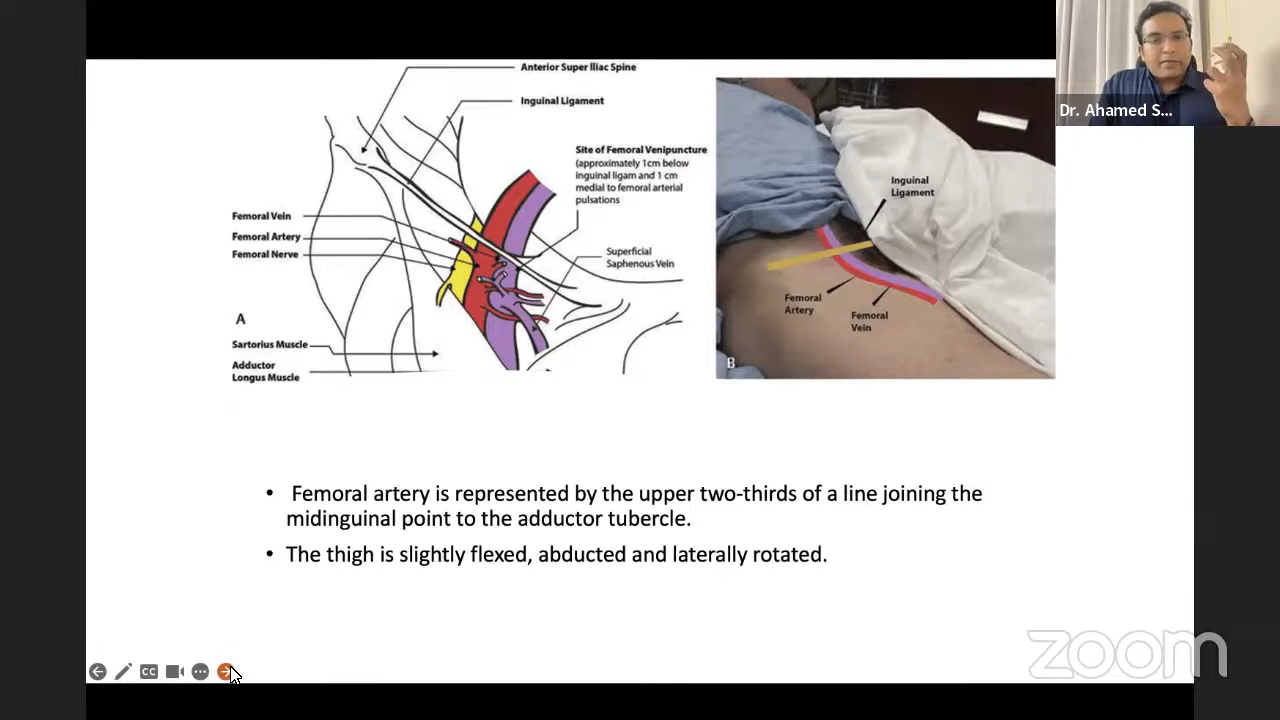 Anterior Super Iliac Spine
Inguinal Ligament
Site of Femoral Venipuncture
(approximately 1cm below
inguinal ligam and 1 cm
medial to femoral arterial
pulsations
Femoral Vein
Femoral Artery
Femoral Nerve
Superficial
Saphenous Vein
A
Sartorius Muscle
Adductor
Longus Muscle
Inguinal
Ligament
Femoral
Artery
Femoral
Vein
B
Dr. Ahamed S...
• Femoral artery is represented by the upper two-thirds of a line joining the
midinguinal point to the adductor tubercle.
• The thigh is slightly flexed, abducted and laterally rotated.
CC
zoom